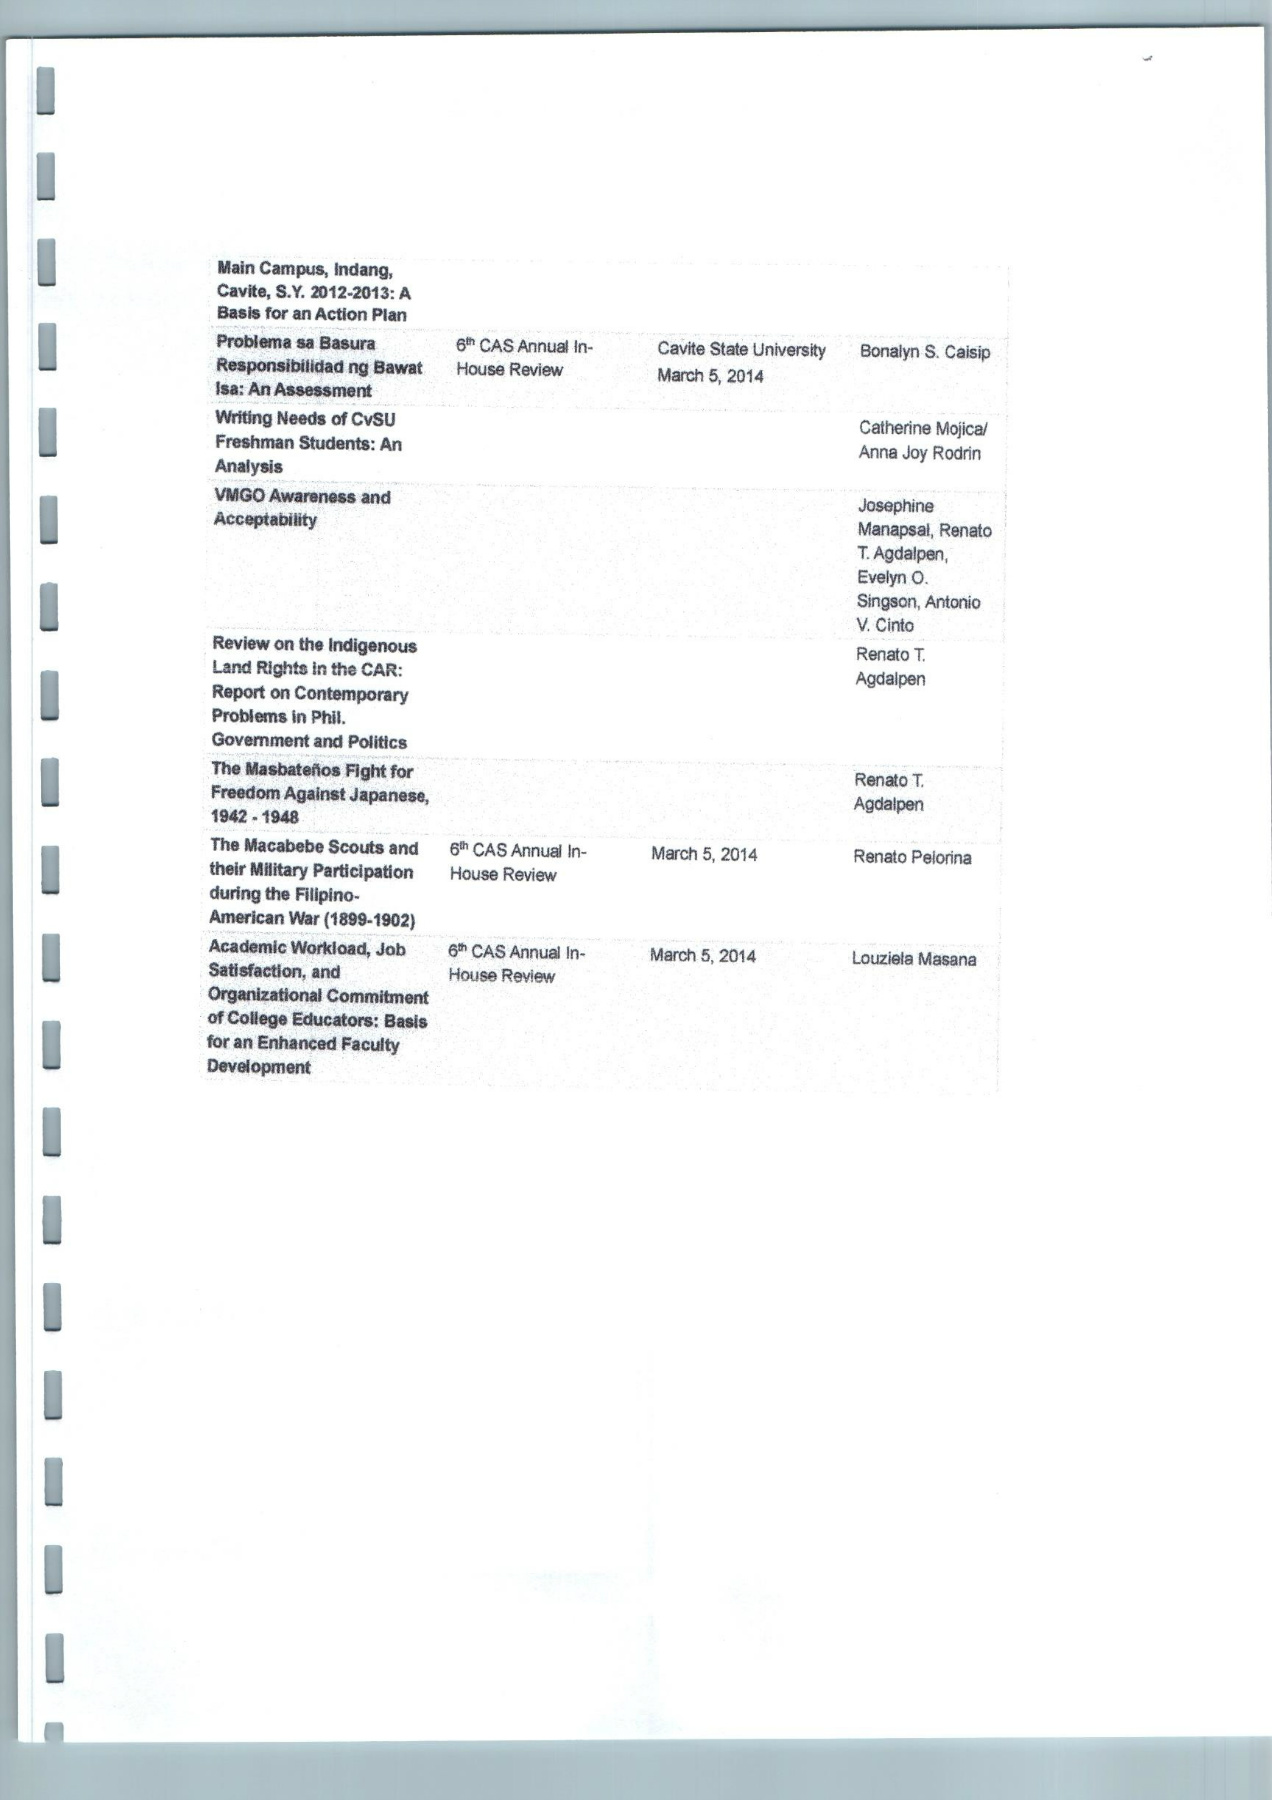 Main Campus, Indang,
Cavite, S.Y. 2012-2013: A
Basis for an Action Plan
Problema sa Basura
Responsibilidad ng Bawat
Isa: An Assessment
6th CAS Annual In-
House Review
Cavite State University
March 5, 2014
Bonalyn S. Caisip
Writing Needs of CvSU
Freshman Students: An
Analysis
Catherine Mojica/
Anna Joy Rodrin
VMGO Awareness and
Acceptability
Josephine
Manapsal, Renato
T. Agdalpen,
Evelyn O.
Singson, Antonio
V. Cinto
Review on the Indigenous
Land Rights in the CAR:
Report on Contemporary
Problems in Phil.
Government and Politics
Renato T.
Agdalpen
The Masbateños Fight for
Freedom Against Japanese,
1942 - 1948
Renato T.
Agdalpen
The Macabebe Scouts and
their Military Participation
during the Filipino-
American War (1899-1902)
6th CAS Annual In-
House Review
March 5, 2014
Renato Pelorina
Academic Workload, Job
Satisfaction, and
Organizational Commitment
of College Educators: Basis
for an Enhanced Faculty
Development
6th CAS Annual In-
House Review
March 5, 2014
Louziela Masana